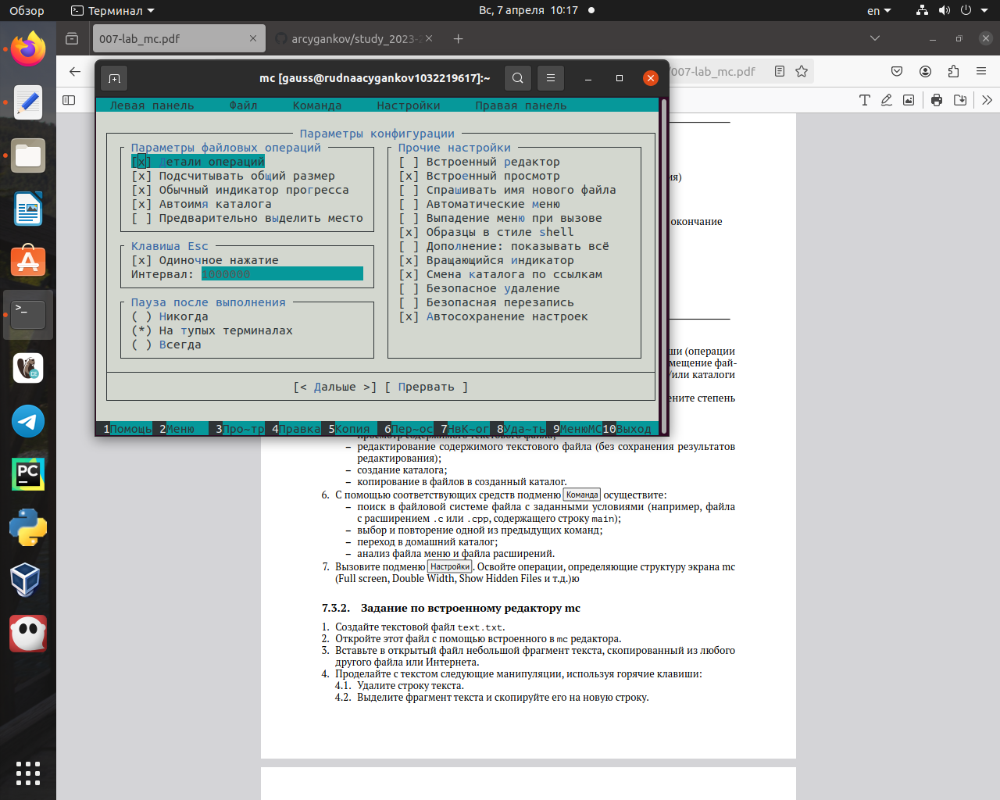 Обзор
Терминал
Вс, 7 апреля 10:17
en
007-lab_mc.pdf
arcygankov/study_2023-2
/007-lab_mc.pdf
mc [gauss@rudnaacygankov1032219617]:~
Левая панель Файл Команда Настройки Правая панель
Параметры конфигурации
Параметры файловых операций
[x] Детали операций
[x] Подсчитывать общий размер
[x] Обычный индикатор прогресса
[x] Автоимя каталога
[ ] Предварительно выделить место
Клавиша Esc
[x] Одиночное нажатие
Интервал: 1000000
Пауза после выполнения
( ) Никогда
(*) На тупых терминалах
( ) Всегда
Прочие настройки
[ ] Встроенный редактор
[x] Встроенный просмотр
[ ] Спрашивать имя нового файла
[ ] Автоматические меню
[ ] Выпадение меню при вызове
[x] Образцы в стиле shell
[ ] Дополнение: показывать всё
[x] Вращающийся индикатор
[x] Смена каталога по ссылкам
[ ] Безопасное удаление
[ ] Безопасная перезапись
[x] Автосохранение настроек
[< Дальше >] [ Прервать ]
1Помощь 2Меню 3Про~тр 4Правка 5Копия 6Пер~ос 7НвК~ог 8Уда~ть 9МенюМС 10Выход
ия)
окончание
ши (операции
мещение фай-
/или каталоги
ените степень
просмотр содержимого текстового файла;
– редактирование содержимого текстового файла (без сохранения результатов
редактирования);
– создание каталога;
– копирование в файлов в созданный каталог.
6. С помощью соответствующих средств подменю Команда осуществите:
– поиск в файловой системе файла с заданными условиями (например, файла
с расширением .c или .cpp, содержащего строку main);
– выбор и повторение одной из предыдущих команд;
– переход в домашний каталог;
– анализ файла меню и файла расширений.
7. Вызовите подменю Настройки. Освойте операции, определяющие структуру экрана mc
(Full screen, Double Width, Show Hidden Files и т.д.)ю
7.3.2. Задание по встроенному редактору mc
1. Создайте текстовой файл text.txt.
2. Откройте этот файл с помощью встроенного в mc редактора.
3. Вставьте в открытый файл небольшой фрагмент текста, скопированный из любого
другого файла или Интернета.
4. Проделайте с текстом следующие манипуляции, используя горячие клавиши:
4.1. Удалите строку текста.
4.2. Выделите фрагмент текста и скопируйте его на новую строку.